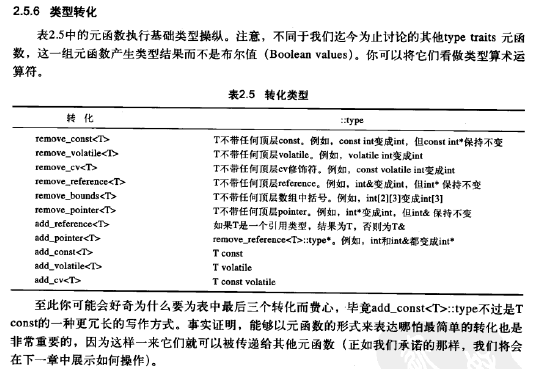 2.5.6 类型转化
表2.5中的元函数执行基础类型操纵。注意，不同于我们迄今为止讨论的其他type traits 元函
数，这一组元函数产生类型结果而不是布尔值（Boolean values）。你可以将它们看做类型算术运
算符。
表2.5 转化类型
转 化 ::type
remove_const<T> T不带任何顶层const。例如，const int变成int，但const int*保持不变
remove_volatile<T> T不带任何顶层volatile。例如，volatile int变成int
remove_cv<T> T不带任何顶层cv修饰符。例如，const volatile int变成int
remove_reference<T> T不带任何顶层reference。例如，int&变成int，但int* 保持不变
remove_bounds<T> T不带任何顶层数组中括号。例如，int[2][3]变成int[3]
remove_pointer<T> T不带任何顶层pointer。例如，int*变成int，但int& 保持不变
add_reference<T> 如果T是一个引用类型，结果为T，否则为T&
add_pointer<T> remove_reference<T>::type*。例如，int和int&都变成int*
add_const<T> T const
add_volatile<T> T volatile
add_cv<T> T const volatile
至此你可能会好奇为什么要为表中最后三个转化而费心，毕竟add_const<T>::type不过是T
const的一种更冗长的写作方式。事实证明，能够以元函数的形式来表达哪怕最简单的转化也是
非常重要的，因为这样一来它们就可以被传递给其他元函数（正如我们承诺的那样，我们将会
在下一章中展示如何操作）。